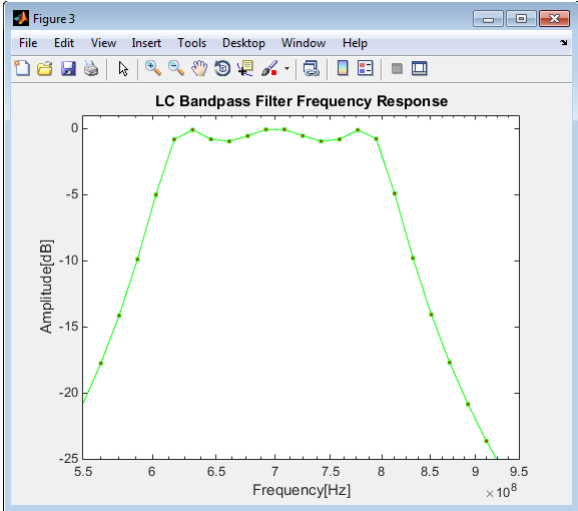 Figure 3
File Edit View Insert Tools Desktop Window Help
LC Bandpass Filter Frequency Response
0
-5
-10
-15
-20
-25
Amplitude[dB]
5.5 6 6.5 7 7.5 8 8.5 9 9.5
Frequency[Hz]
×10^8